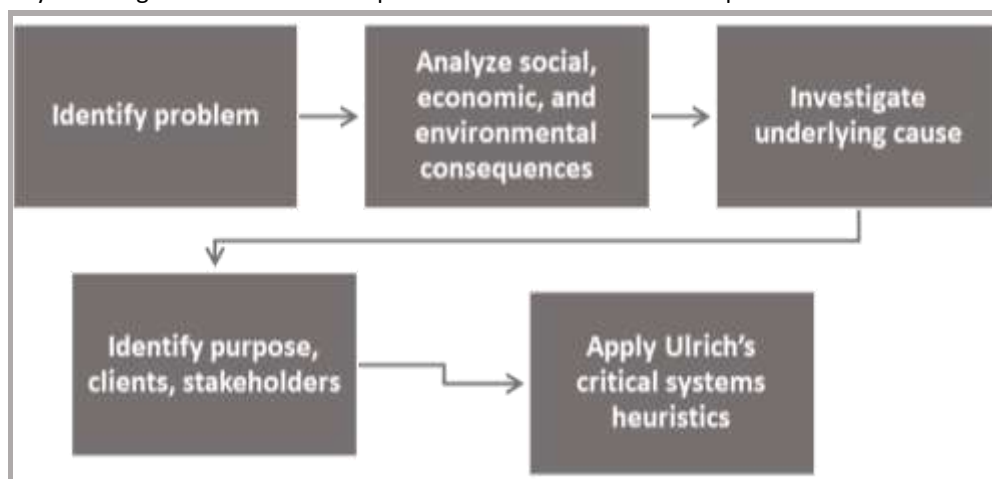 Identify problem
Analyze social,
economic, and
environmental
consequences
Investigate
underlying cause
Identify purpose,
clients, stakeholders
Apply Ulrich's
critical systems
heuristics